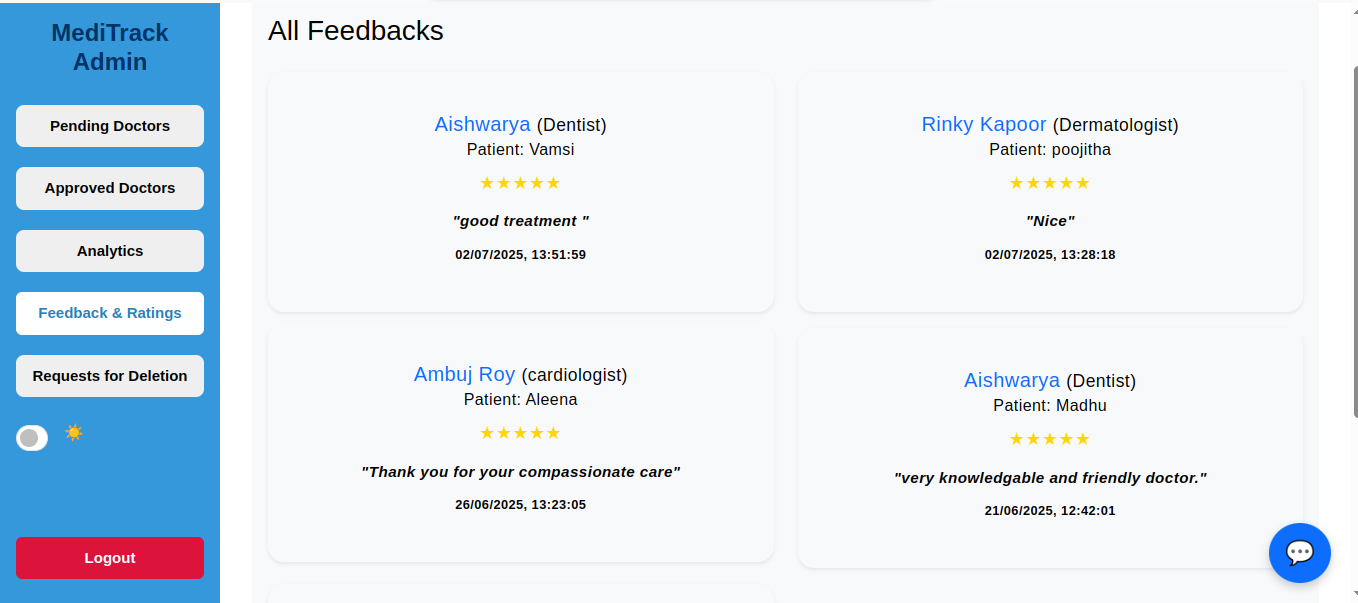 MediTrack
Admin
Pending Doctors
Approved Doctors
Analytics
Feedback & Ratings
Requests for Deletion
Logout
All Feedbacks
Aishwarya (Dentist)
Patient: Vamsi
★★★★★
"good treatment "
02/07/2025, 13:51:59
Rinky Kapoor (Dermatologist)
Patient: poojitha
★★★★★
"Nice"
02/07/2025, 13:28:18
Ambuj Roy (cardiologist)
Patient: Aleena
★★★★★
"Thank you for your compassionate care"
26/06/2025, 13:23:05
Aishwarya (Dentist)
Patient: Madhu
★★★★★
"very knowledgable and friendly doctor."
21/06/2025, 12:42:01